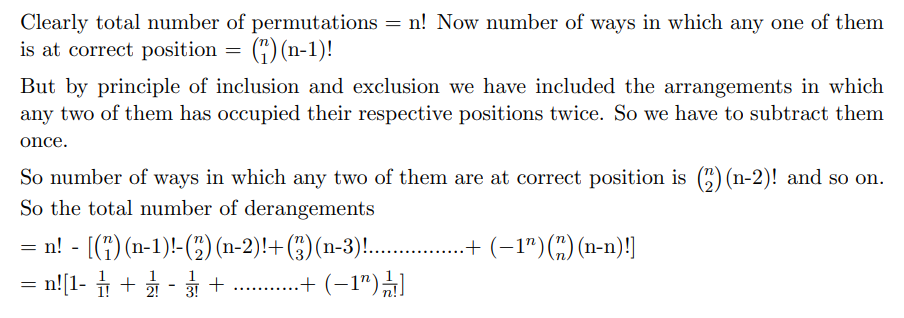 Clearly total number of permutations = n! Now number of ways in which any one of them
is at correct position = $\binom{n}{1}$(n-1)!
But by principle of inclusion and exclusion we have included the arrangements in which
any two of them has occupied their respective positions twice. So we have to subtract them
once.
So number of ways in which any two of them are at correct position is $\binom{n}{2}$(n-2)! and so on.
So the total number of derangements
= n! - [$\binom{n}{1}$(n-1)!-$\binom{n}{2}$(n-2)!+$\binom{n}{3}$(n-3)!.................+ $(-1^n)\binom{n}{n}$(n-n)!]
= n![1- $\frac{1}{1!}$ + $\frac{1}{2!}$ - $\frac{1}{3!}$ + ...........+ $(-1^n)\frac{1}{n!}$]